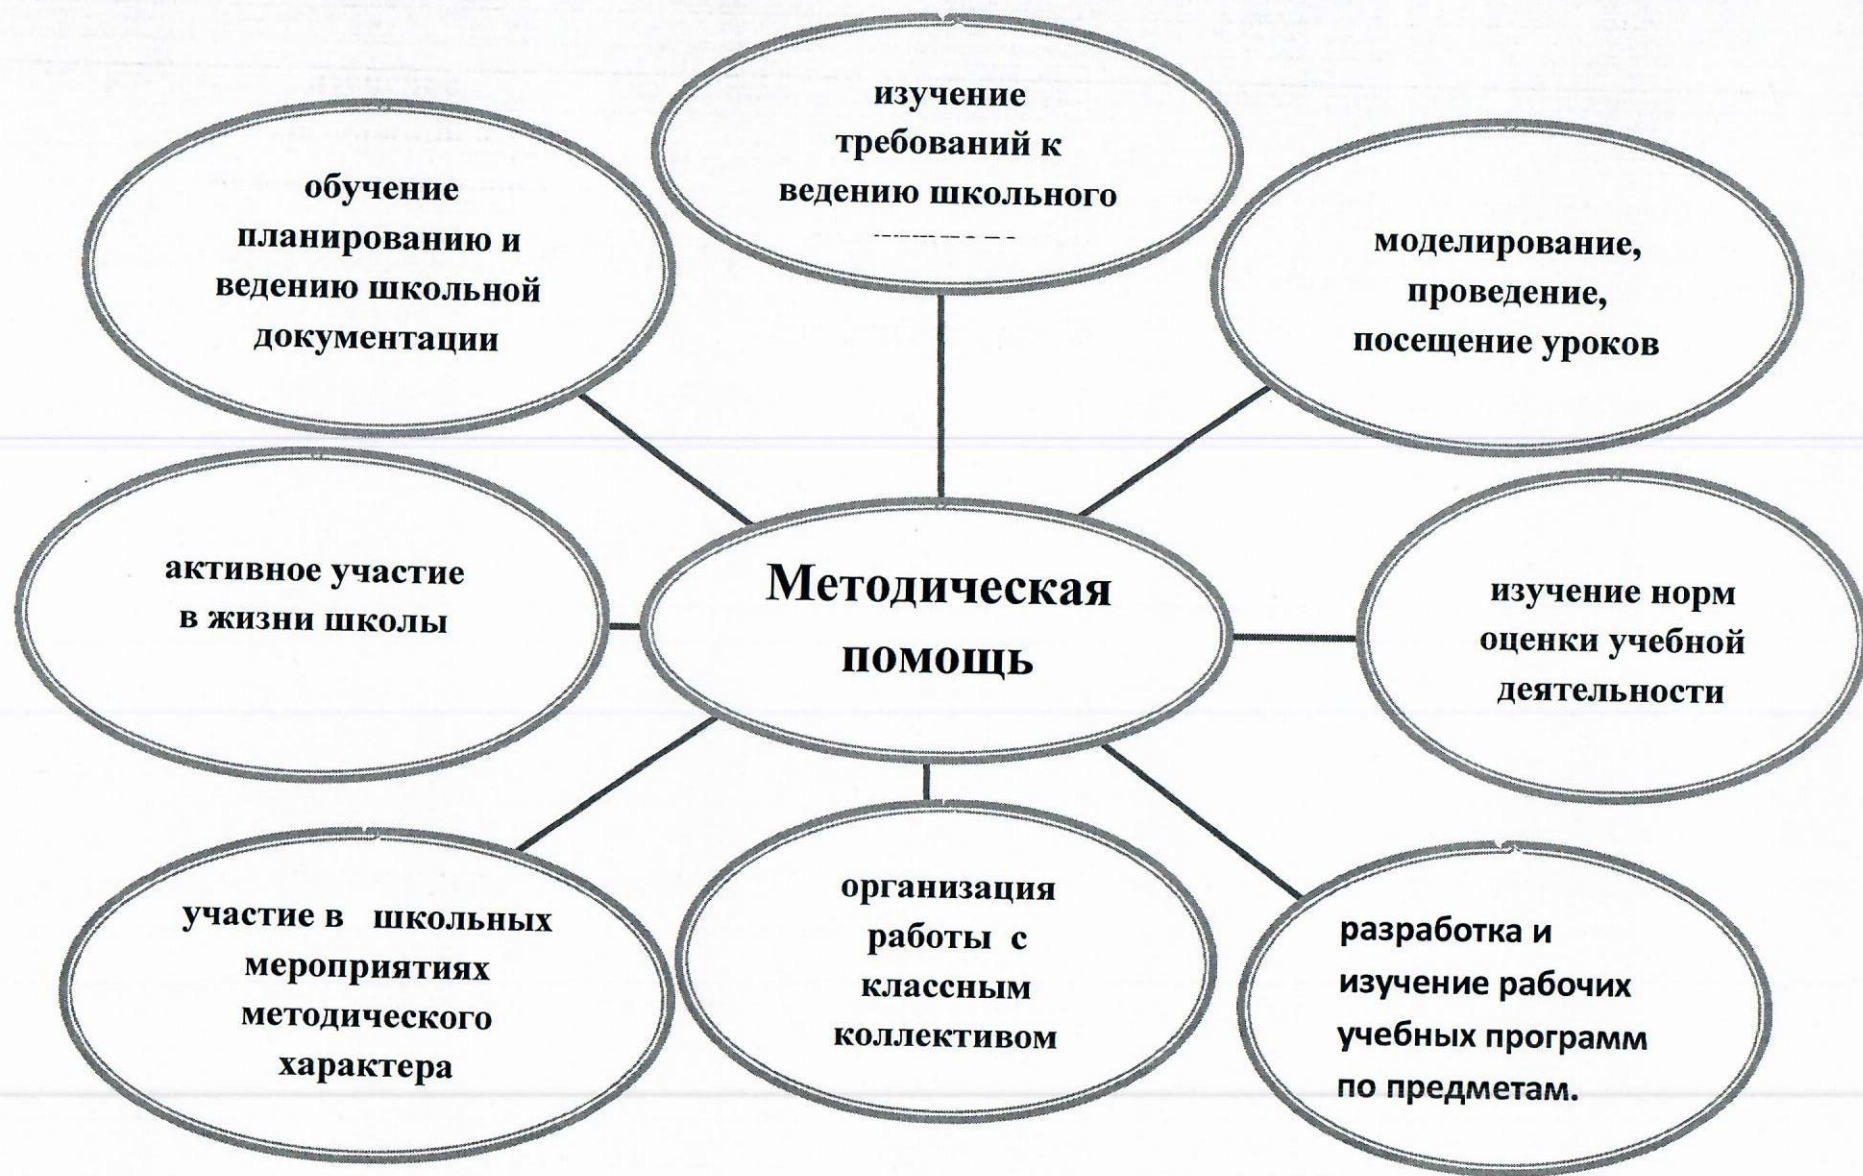 изучение
требований к
ведению школьного
обучение
планированию и
ведению школьной
документации
моделирование,
проведение,
посещение уроков
активное участие
в жизни школы
Методическая
помощь
изучение норм
оценки учебной
деятельности
участие в школьных
мероприятиях
методического
характера
организация
работы с
классным
коллективом
разработка и
изучение рабочих
учебных программ
по предметам.